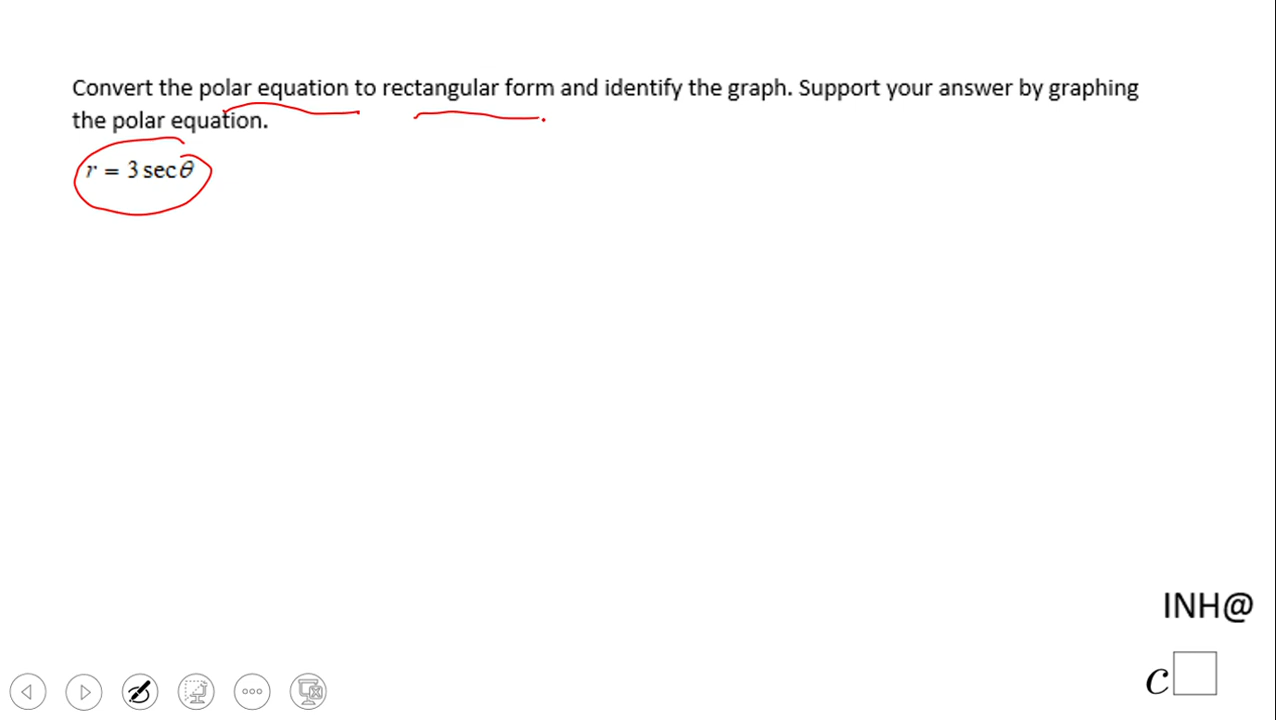 Convert the polar equation to rectangular form and identify the graph. Support your answer by graphing
the polar equation.
r = 3 sec θ
INH@
c□